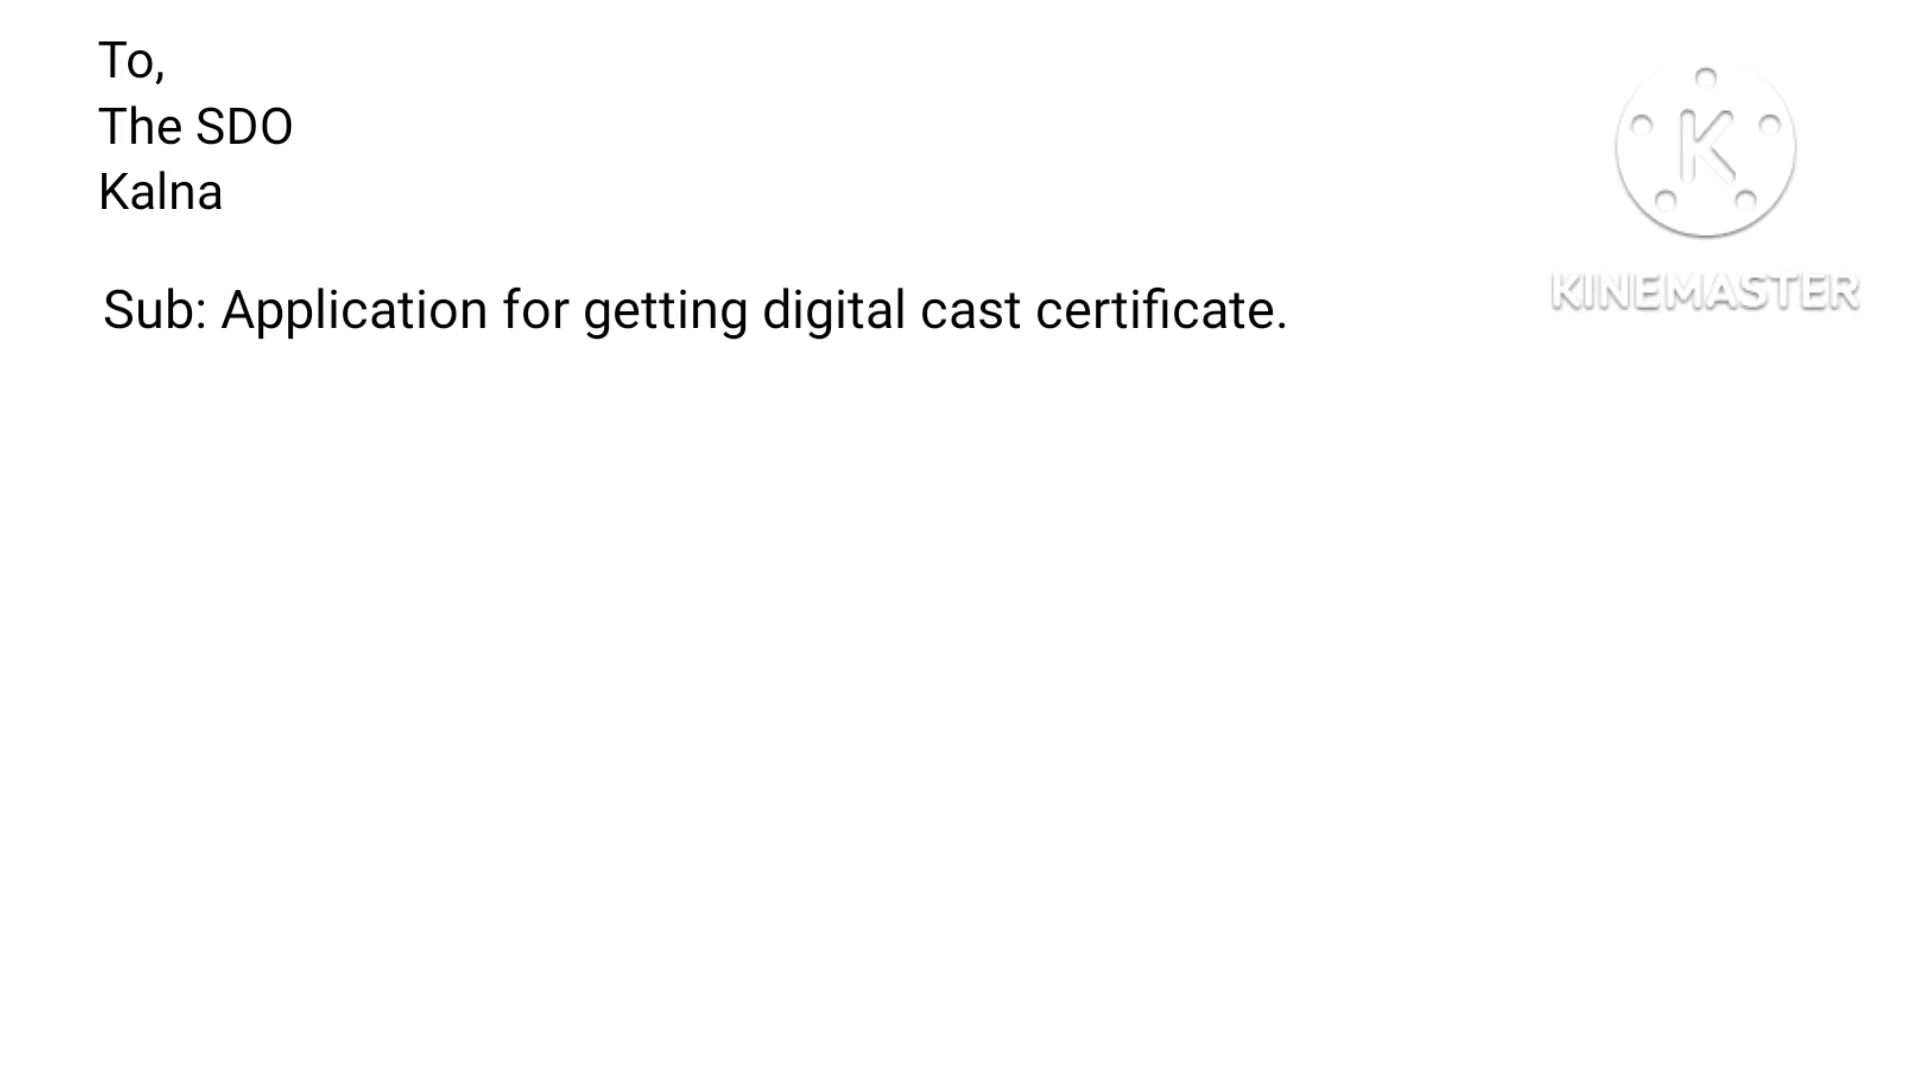 To,
The SDO
Kalna
Sub: Application for getting digital cast certificate.
K
KINEMASTER